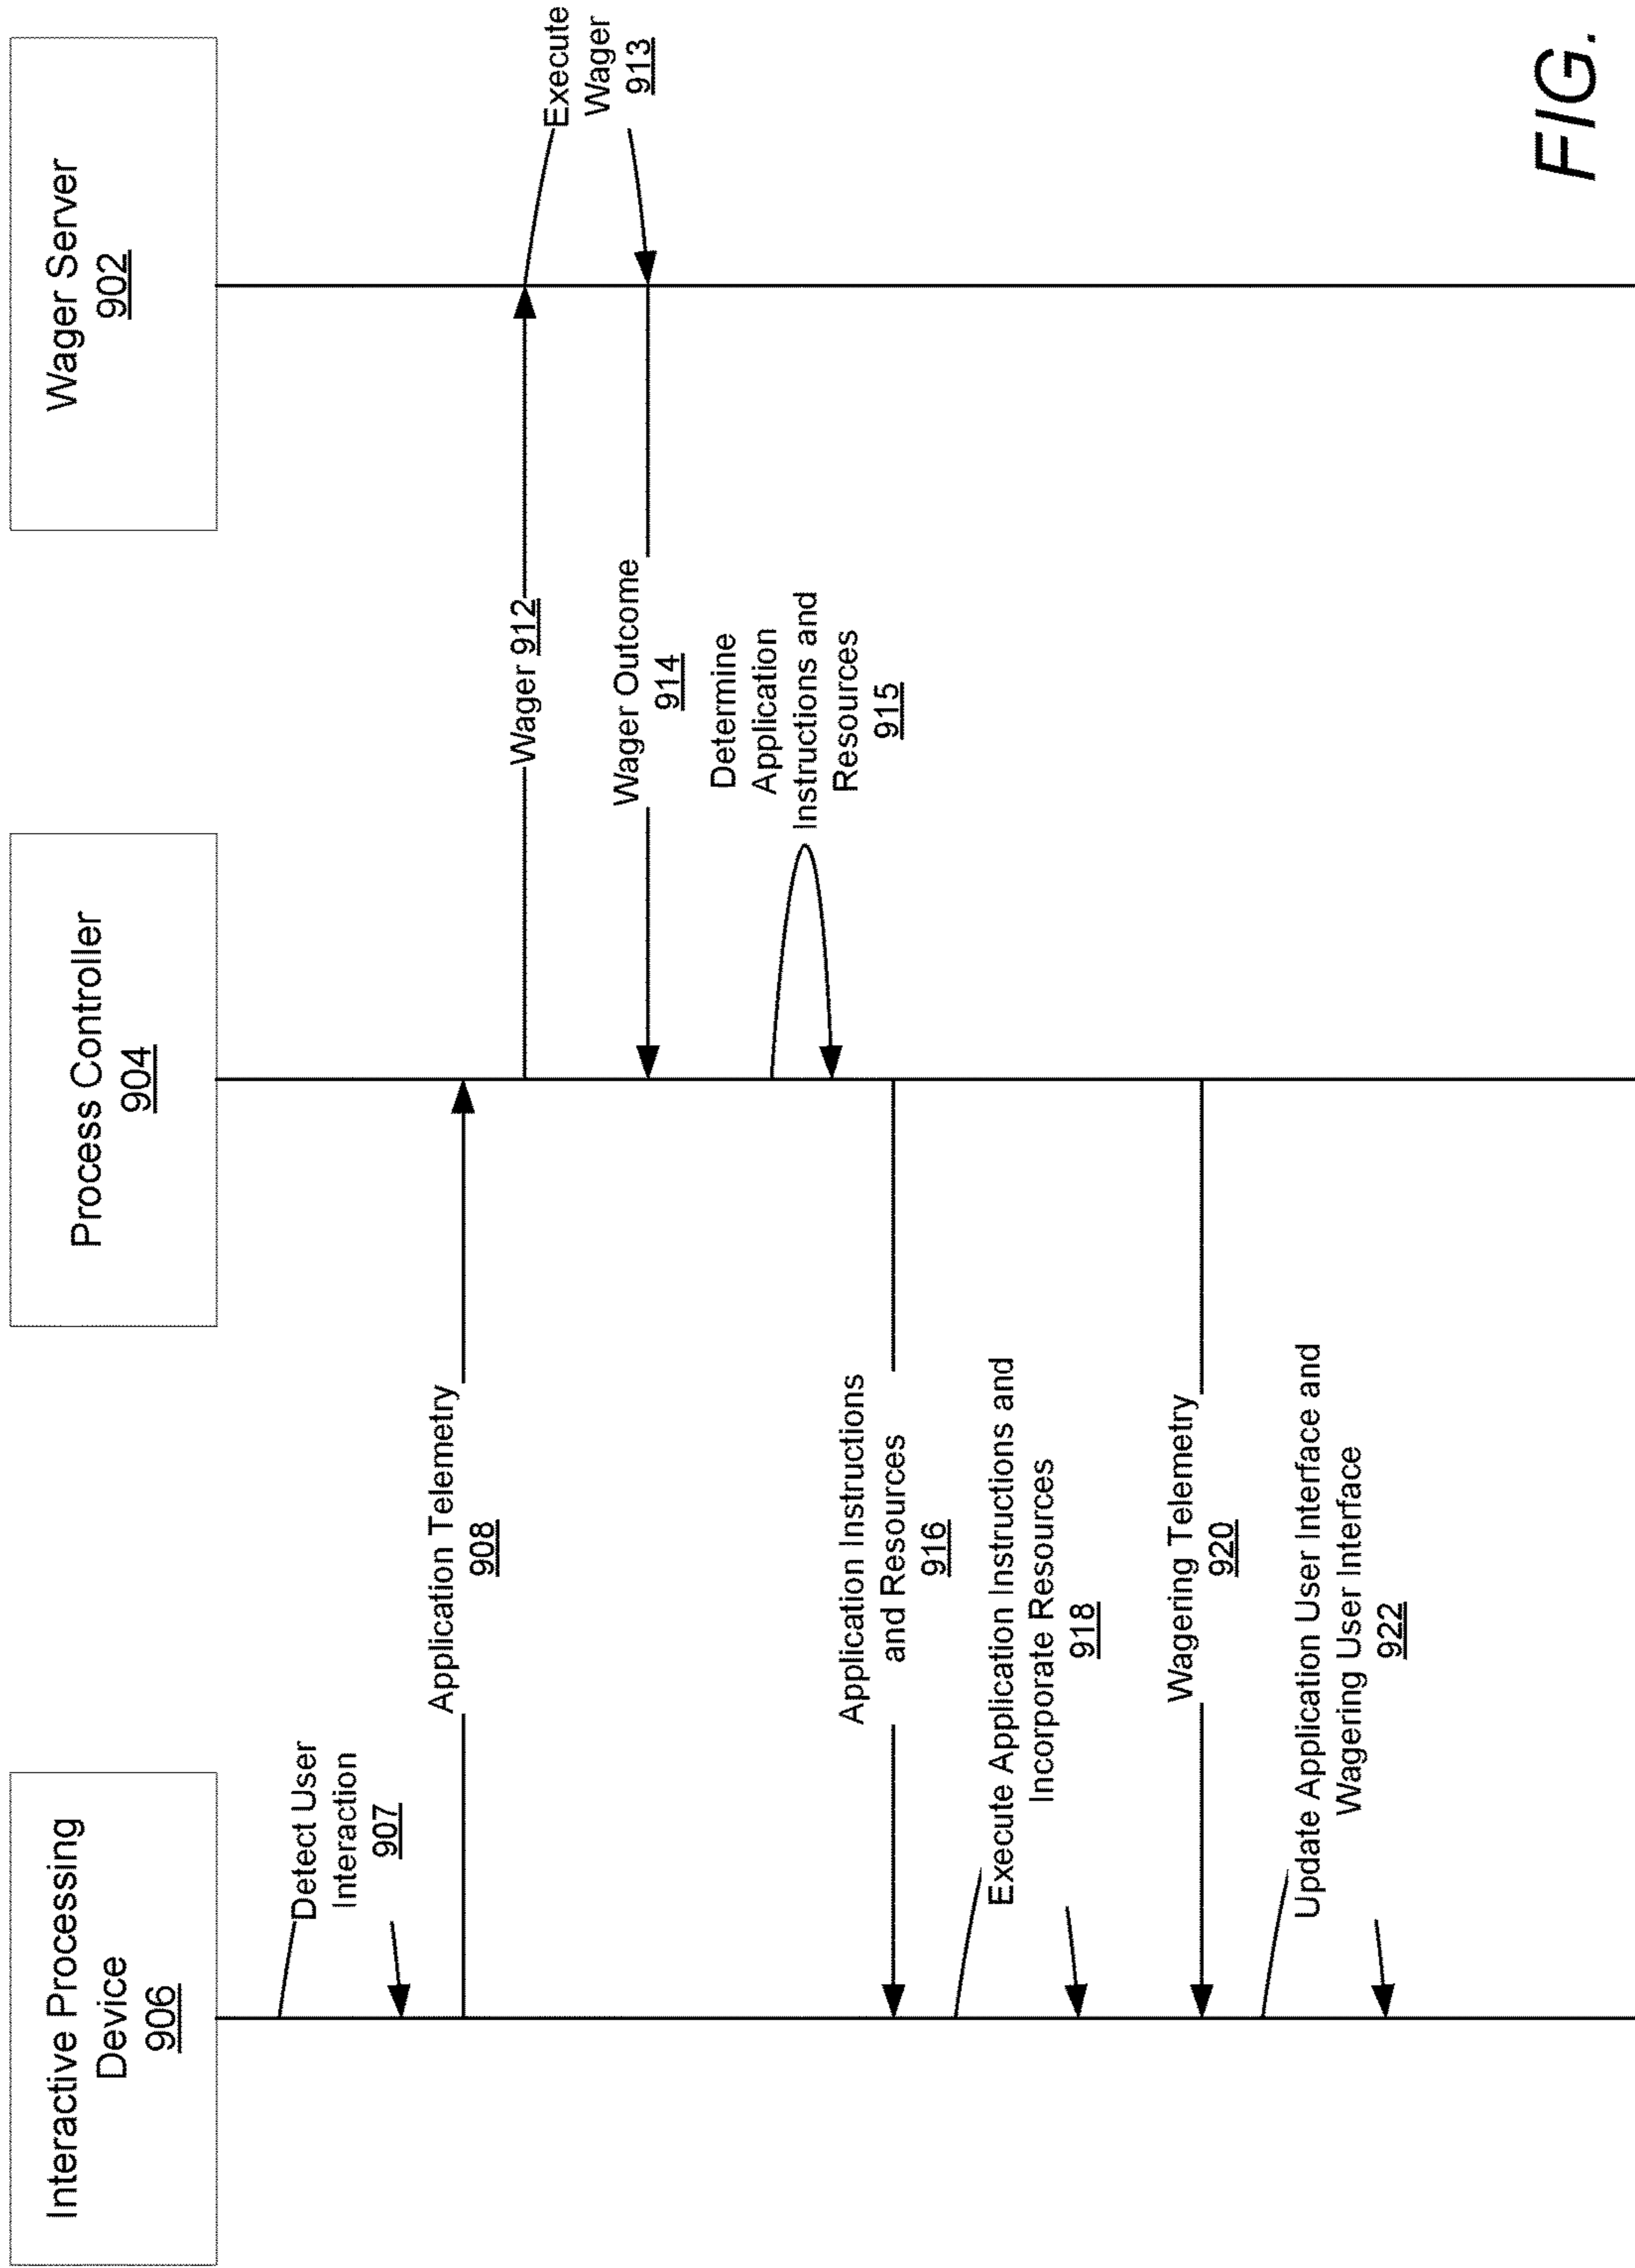 Interactive Processing
Device
906
Process Controller
904
Wager Server
902
Detect User
Interaction
907
Application Telemetry
908
Wager 912
Execute
Wager
913
Wager Outcome
914
Determine
Application
Instructions and
Resources
915
Application Instructions
and Resources
916
Execute Application Instructions and
Incorporate Resources
918
Wagering Telemetry
920
Update Application User Interface and
Wagering User Interface
922
FIG.